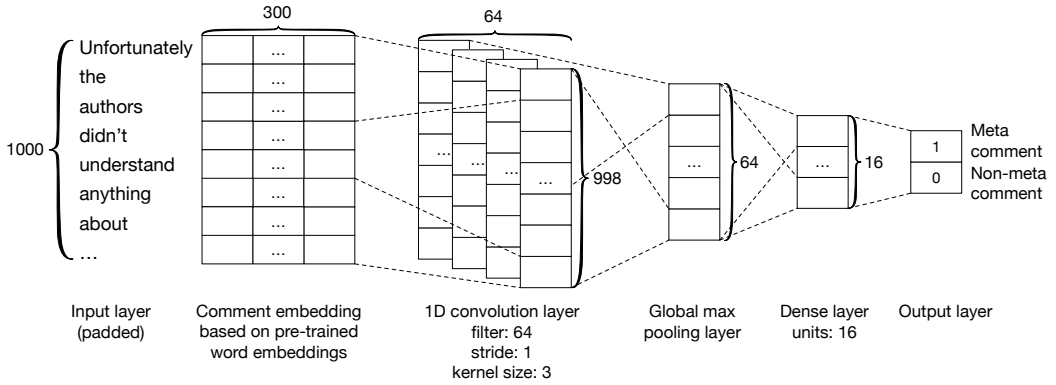 300
64
1000
Unfortunately
the
authors
didn't
understand
anything
about
...
...
...
...
...
...
...
...
...
...
...
...
...
998
...
64
...
16
1
0
Meta
comment
Non-meta
comment
Input layer
(padded)
Comment embedding
based on pre-trained
word embeddings
1D convolution layer
filter: 64
stride: 1
kernel size: 3
Global max
pooling layer
Dense layer
units: 16
Output layer